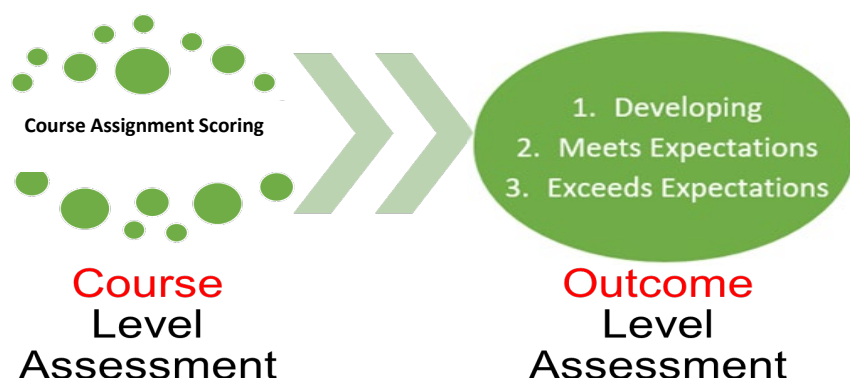 Course Assignment Scoring
1. Developing
2. Meets Expectations
3. Exceeds Expectations
Course
Level
Assessment
Outcome
Level
Assessment